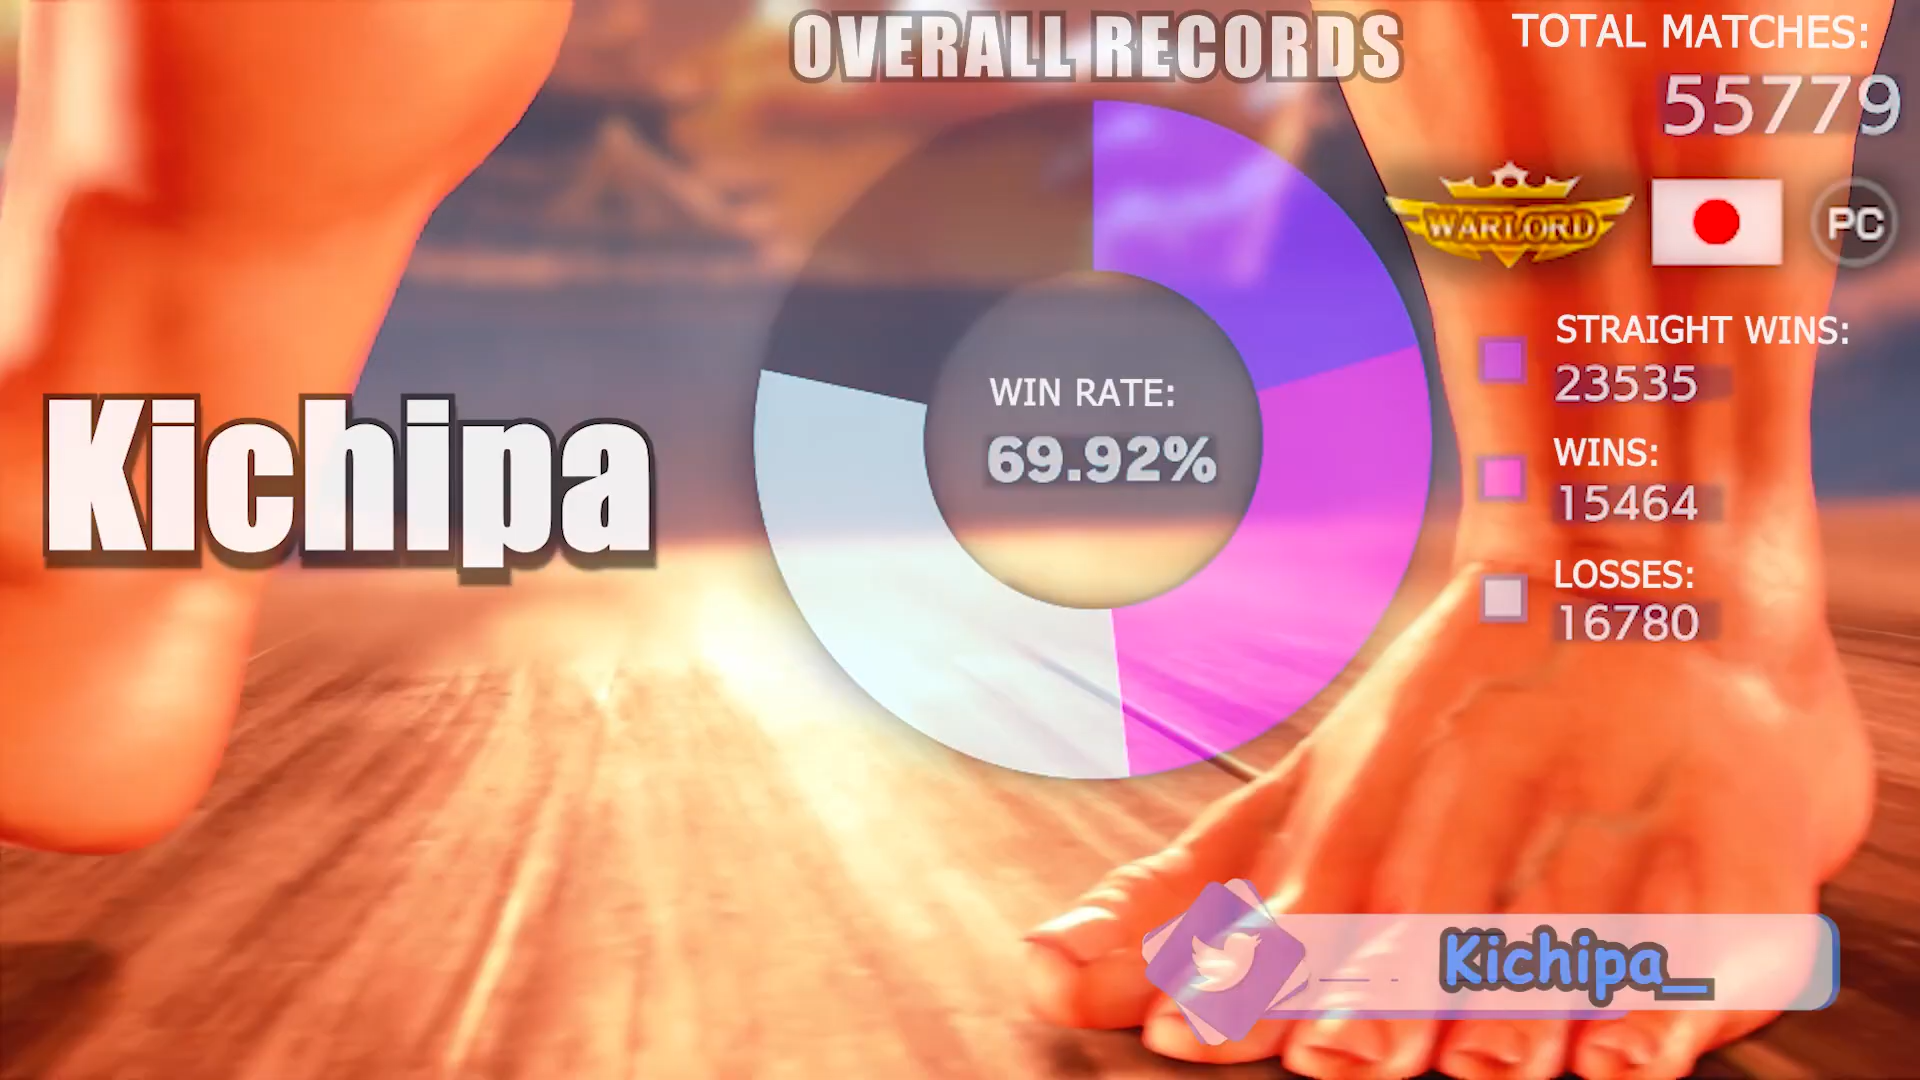 OVERALL RECORDS
TOTAL MATCHES:
55779
WARLORD
PC
STRAIGHT WINS:
23535
WIN RATE:
69.92%
Kichipa
WINS:
15464
LOSSES:
16780
Kichipa_